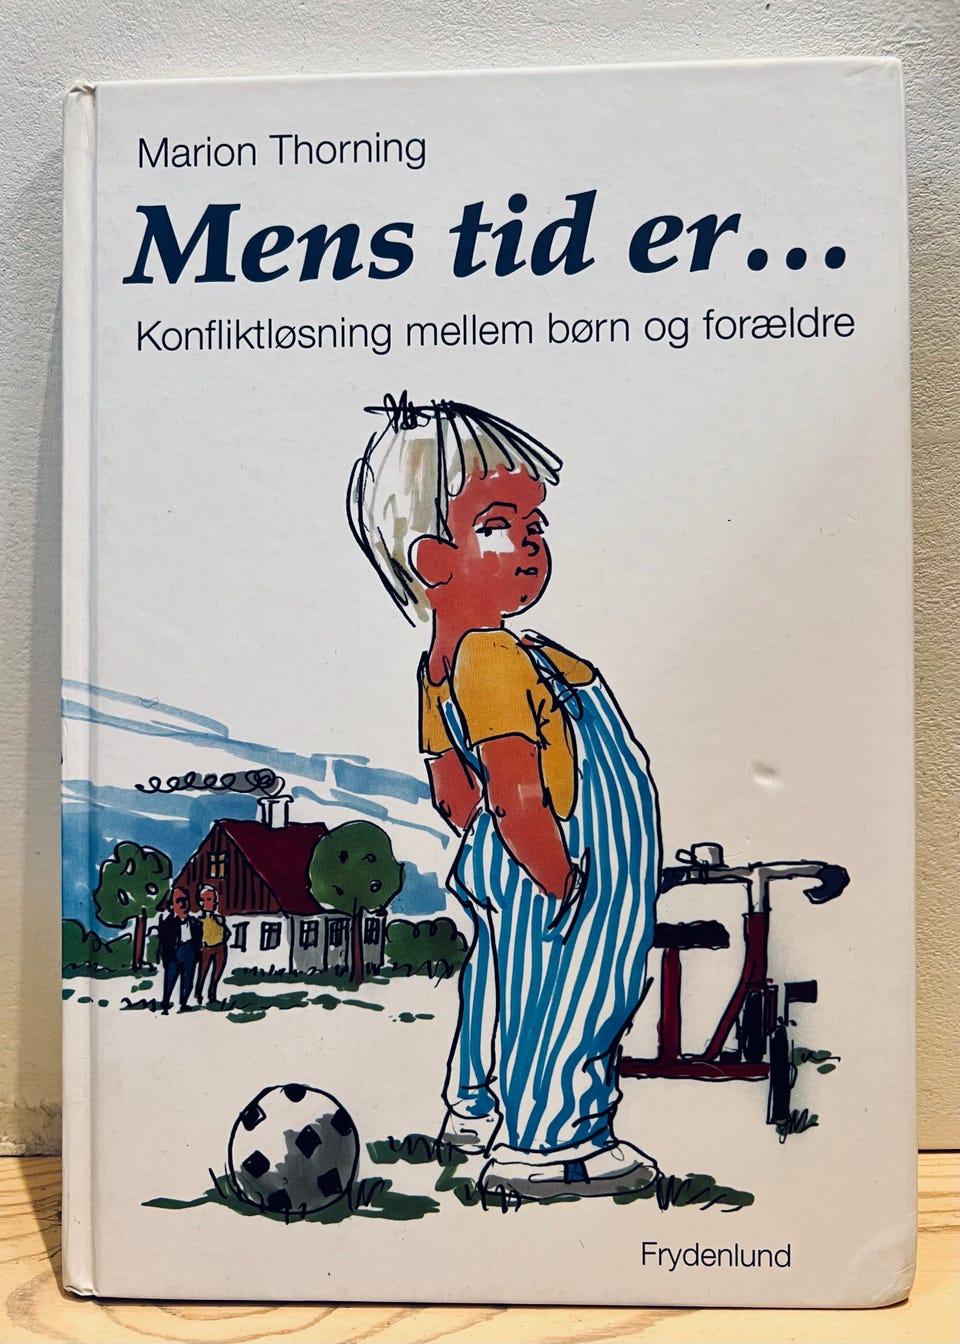 Marion Thorning
Mens tid er...
Konfliktløsning mellem børn og forældre
Frydenlund